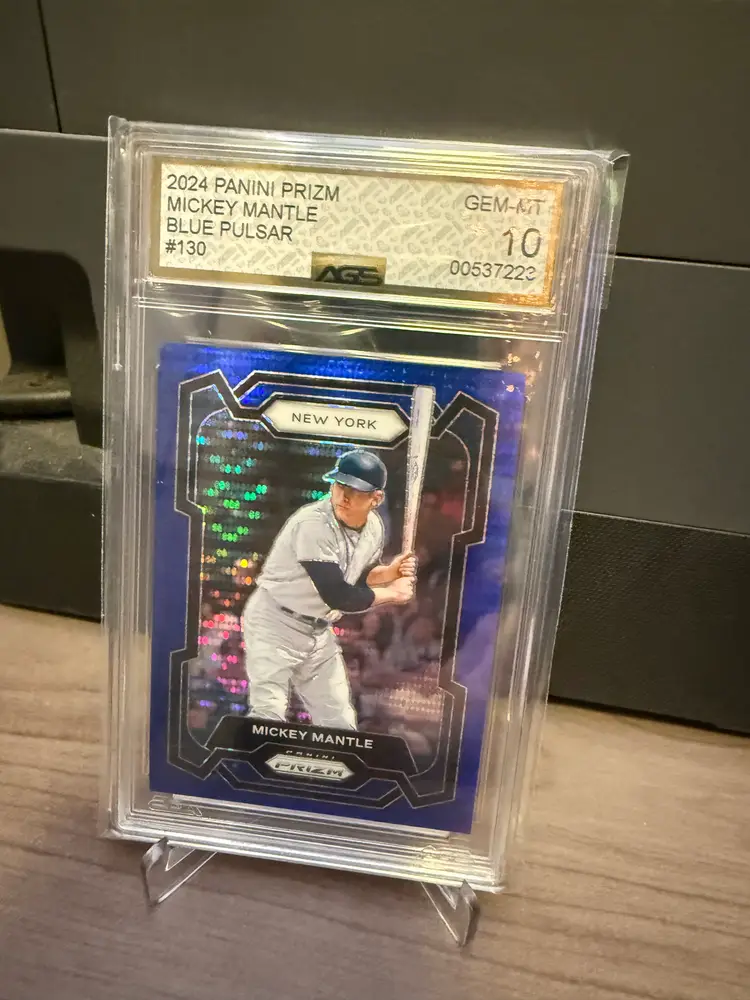 2024 PANINI PRIZM
MICKEY MANTLE
BLUE PULSAR
#130
GEM-MT
10
00537223
AGS
NEW YORK
MICKEY MANTLE
PANINI
PRIZM